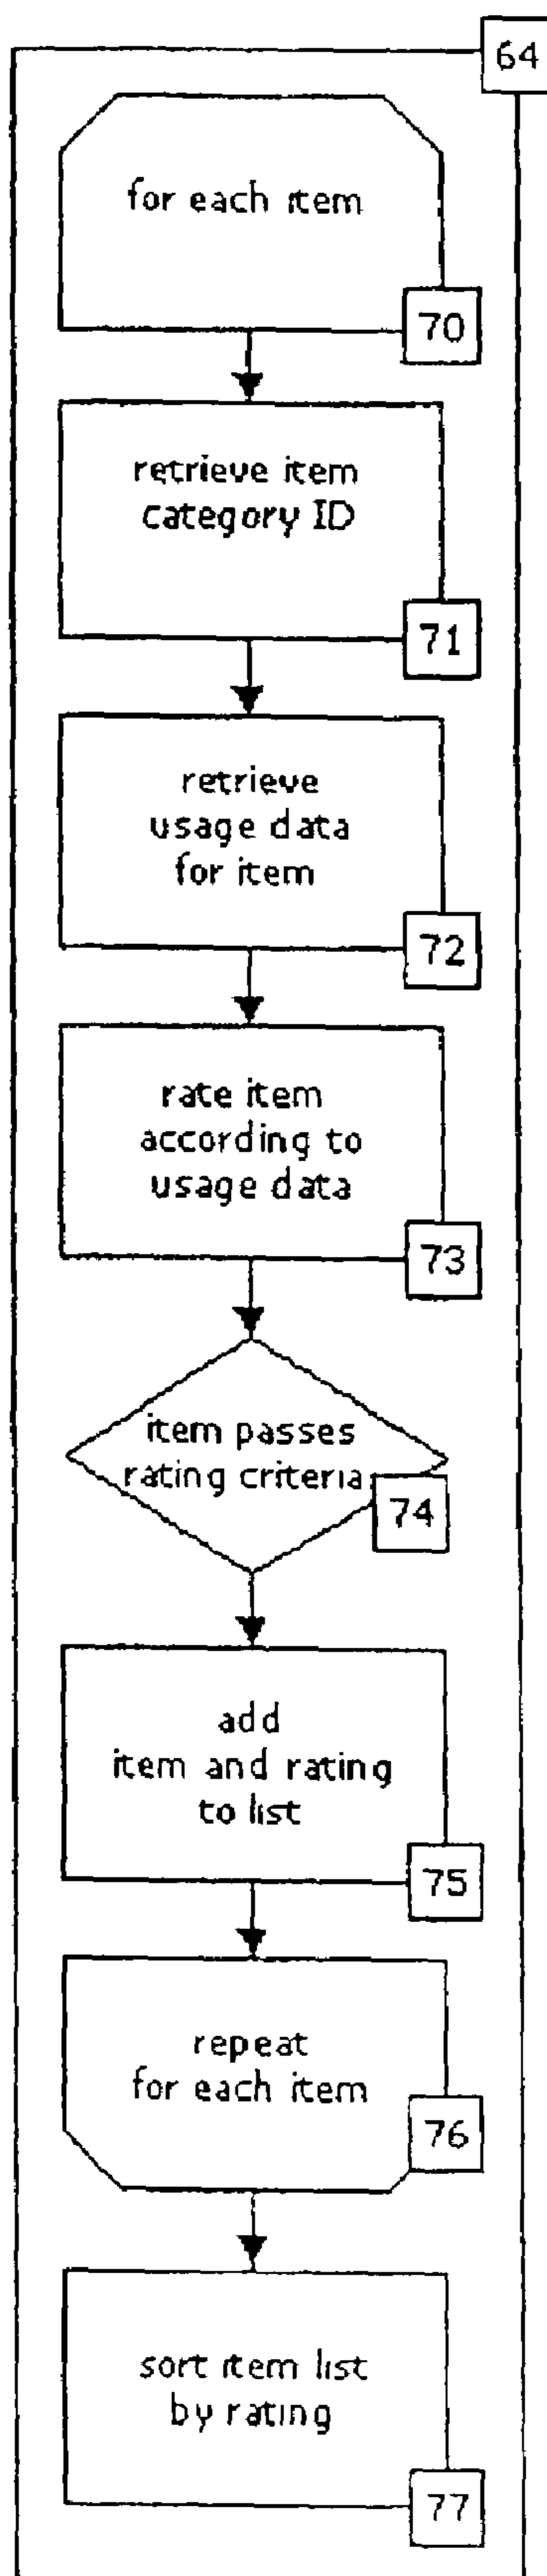 64
for each item
70
retrieve item
category ID
71
retrieve
usage data
for item
72
rate item
according to
usage data
73
item passes
rating criteria
74
add
item and rating
to list
75
repeat
for each item
76
sort item list
by rating
77